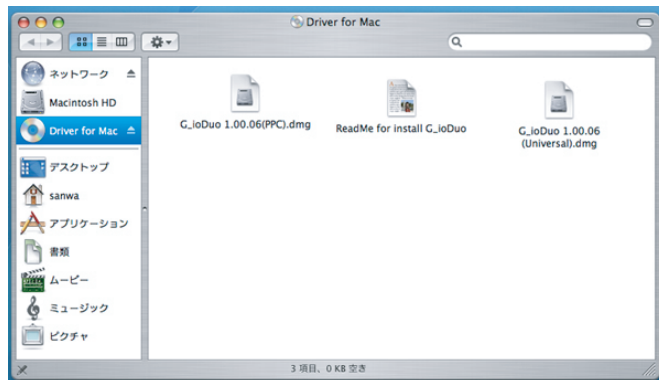 Driver for Mac
ネットワーク
Macintosh HD
Driver for Mac
デスクトップ
sanwa
アプリケーション
書類
ムービー
ミュージック
ピクチャ
G_ioDuo 1.00.06(PPC).dmg
ReadMe for install G_ioDuo
G_ioDuo 1.00.06
(Universal).dmg
3 項目、0 KB 空き